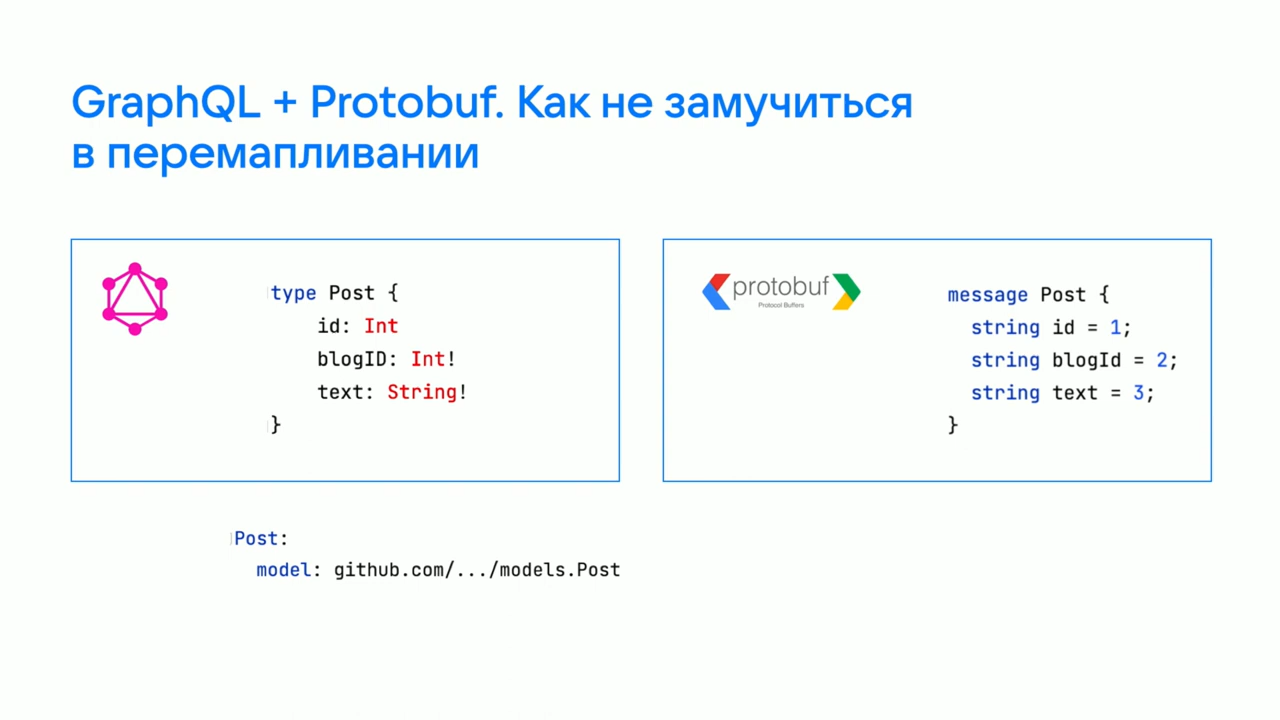 GraphQL + Protobuf. Как не замучиться
в перемапливании
type Post {
id: Int
blogID: Int!
text: String!
}
protobuf
Protocol Buffers
message Post {
string id = 1;
string blogId = 2;
string text = 3;
}
Post:
model: github.com/.../models.Post